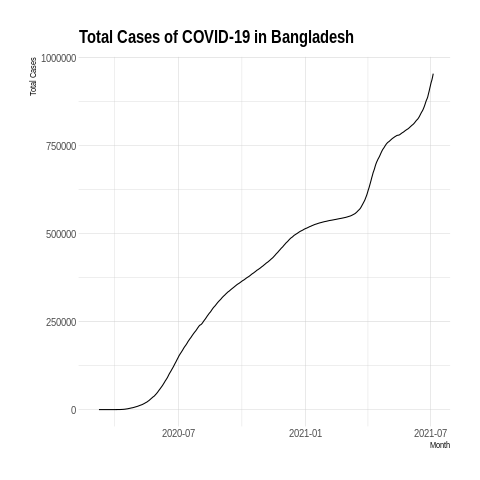 Total Cases of COVID-19 in Bangladesh
Total Cases
1000000
750000
500000
250000
0
2020-07
2021-01
2021-07
Month